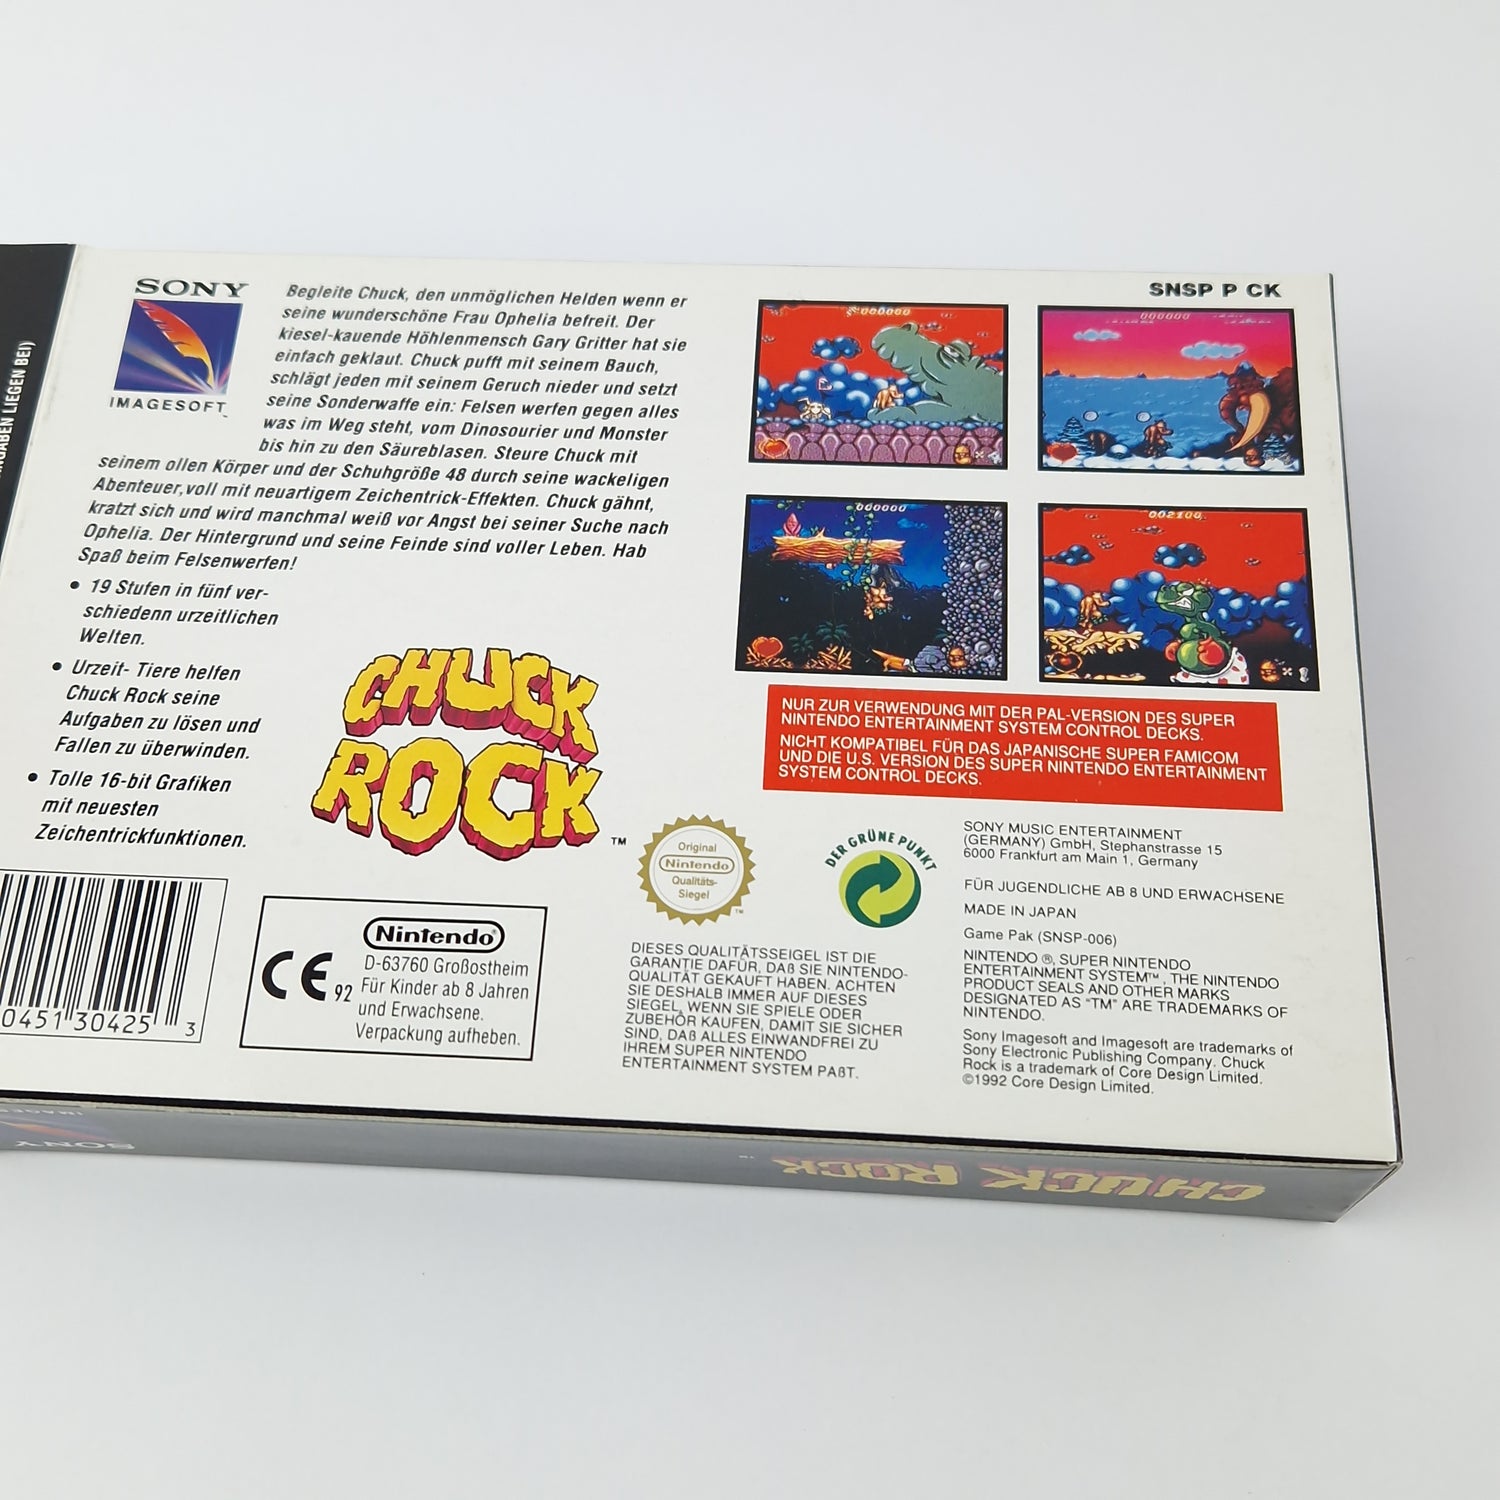 NGABEN LIEGEN BEI)
SONY
IMAGESOFT
Begleite Chuck, den unmöglichen Helden wenn er
seine wunderschöne Frau Ophelia befreit. Der
kiesel-kauende Höhlenmensch Gary Gritter hat sie
einfach geklaut. Chuck pufft mit seinem Bauch,
schlägt jeden mit seinem Geruch nieder und setzt
seine Sonderwaffe ein: Felsen werfen gegen alles
was im Weg steht, vom Dinosourier und Monster
bis hin zu den Säureblasen. Steure Chuck mit
seinem ollen Körper und der Schuhgröße 48 durch seine wackeligen
Abenteuer,voll mit neuartigem Zeichentrick-Effekten. Chuck gähnt,
kratzt sich und wird manchmal weiß vor Angst bei seiner Suche nach
Ophelia. Der Hintergrund und seine Feinde sind voller Leben. Hab
Spaß beim Felsenwerfen!
• 19 Stufen in fünf ver-
schiedenn urzeitlichen
Welten.
• Urzeit- Tiere helfen
Chuck Rock seine
Aufgaben zu lösen und
Fallen zu überwinden.
• Tolle 16-bit Grafiken
mit neuesten
Zeichentrickfunktionen.
CHUCK
ROCK™
0451 30425 3
CE 92
Nintendo®
D-63760 Großostheim
Für Kinder ab 8 Jahren
und Erwachsene.
Verpackung aufheben.
SNSP P CK
000000
000000
000000
002100
NUR ZUR VERWENDUNG MIT DER PAL-VERSION DES SUPER
NINTENDO ENTERTAINMENT SYSTEM CONTROL DECKS.
NICHT KOMPATIBEL FÜR DAS JAPANISCHE SUPER FAMICOM
UND DIE U.S. VERSION DES SUPER NINTENDO ENTERTAINMENT
SYSTEM CONTROL DECKS.
Original
Nintendo
Qualitäts-
Siegel
™
DER GRÜNE PUNKT
DIESES QUALITÄTSSEIGEL IST DIE
GARANTIE DAFÜR, DAß SIE NINTENDO-
QUALITÄT GEKAUFT HABEN. ACHTEN
SIE DESHALB IMMER AUF DIESES
SIEGEL, WENN SIE SPIELE ODER
ZUBEHÖR KAUFEN, DAMIT SIE SICHER
SIND, DAß ALLES EINWANDFREI ZU
IHREM SUPER NINTENDO
ENTERTAINMENT SYSTEM PAßT.
SONY MUSIC ENTERTAINMENT
(GERMANY) GmbH, Stephanstrasse 15
6000 Frankfurt am Main 1, Germany
FÜR JUGENDLICHE AB 8 UND ERWACHSENE
MADE IN JAPAN
Game Pak (SNSP-006)
NINTENDO ®, SUPER NINTENDO
ENTERTAINMENT SYSTEM™, THE NINTENDO
PRODUCT SEALS AND OTHER MARKS
DESIGNATED AS "TM" ARE TRADEMARKS OF
NINTENDO.
Sony Imagesoft and Imagesoft are trademarks of
Sony Electronic Publishing Company. Chuck
Rock is a trademark of Core Design Limited.
©1992 Core Design Limited.
SONY
CHUCK ROCK